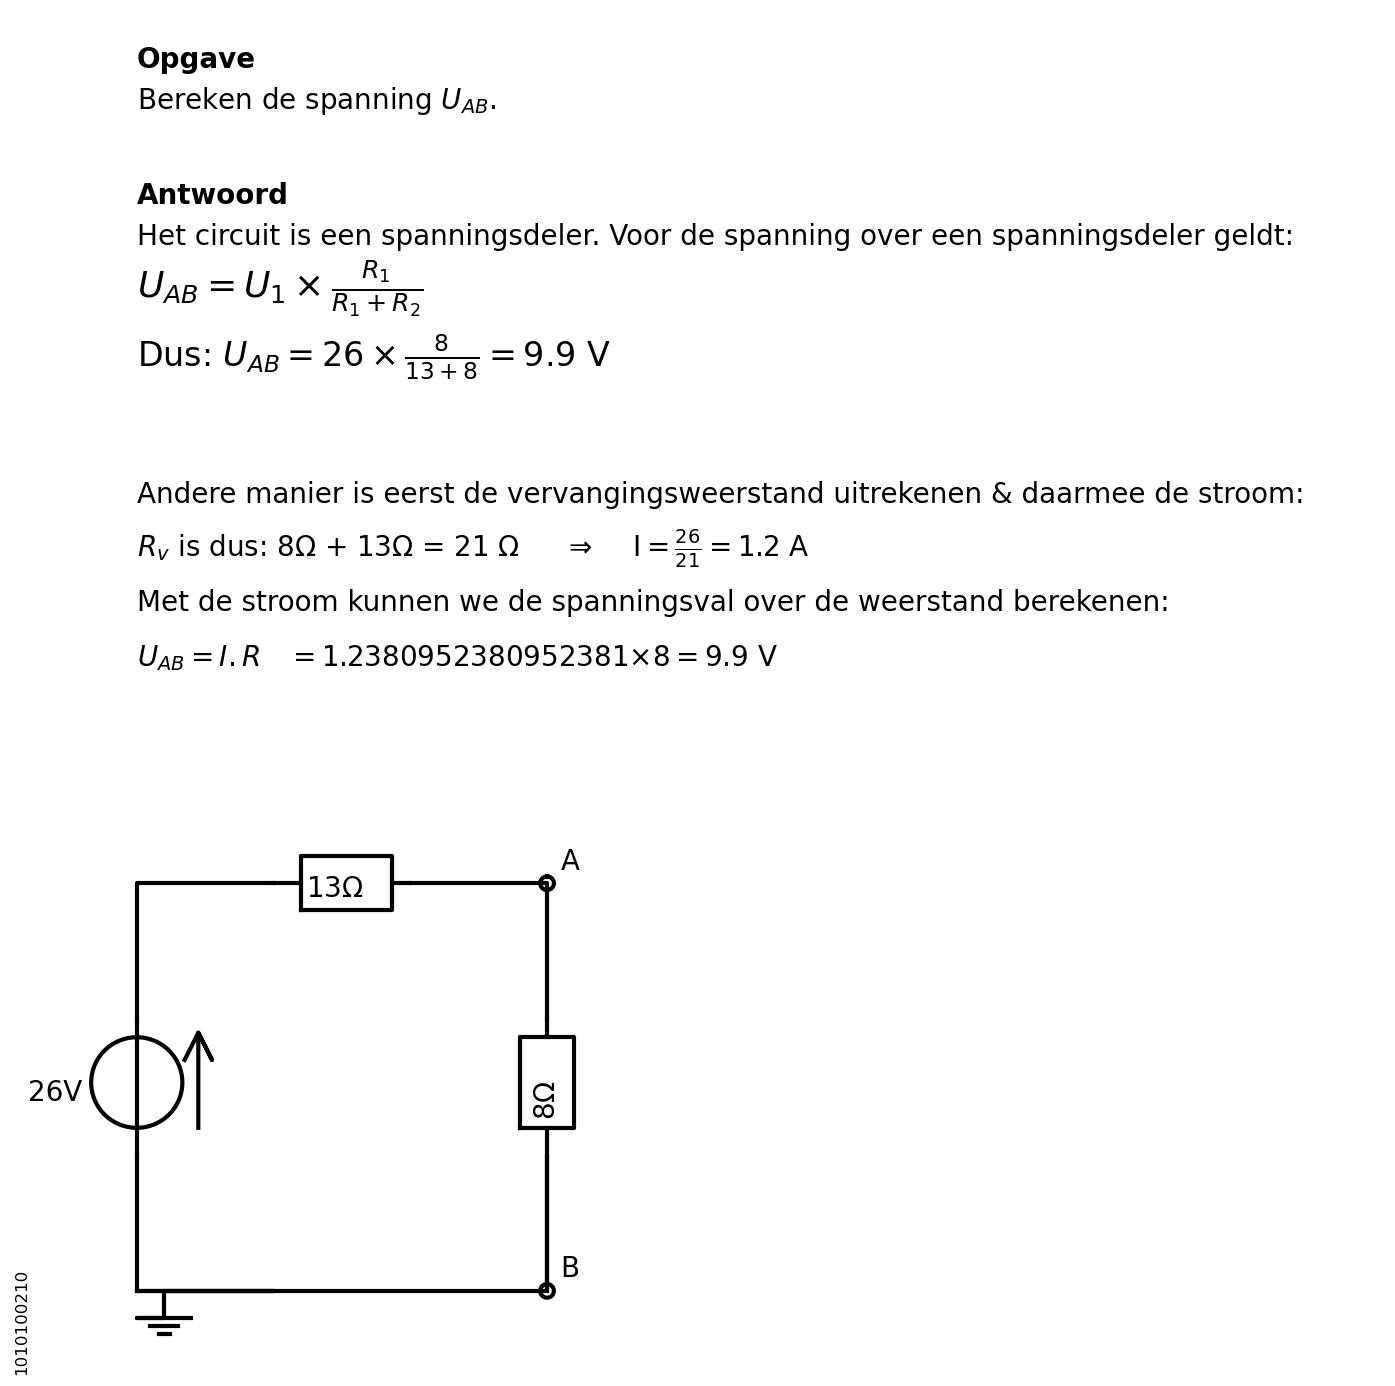 Opgave
Bereken de spanning $U_{AB}$.
Antwoord
Het circuit is een spanningsdeler. Voor de spanning over een spanningsdeler geldt:
$U_{AB} = U_1 \times \frac{R_1}{R_1 + R_2}$
Dus: $U_{AB} = 26 \times \frac{8}{13 + 8} = 9.9$ V
Andere manier is eerst de vervangingsweerstand uitrekenen & daarmee de stroom:
$R_v$ is dus: 8Ω + 13Ω = 21 Ω ⇒ I = $\frac{26}{21}$ = 1.2 A
Met de stroom kunnen we de spanningsval over de weerstand berekenen:
$U_{AB} = I.R$ = 1.2380952380952381×8 = 9.9 V
A
13Ω
26V
8Ω
B
1010100210